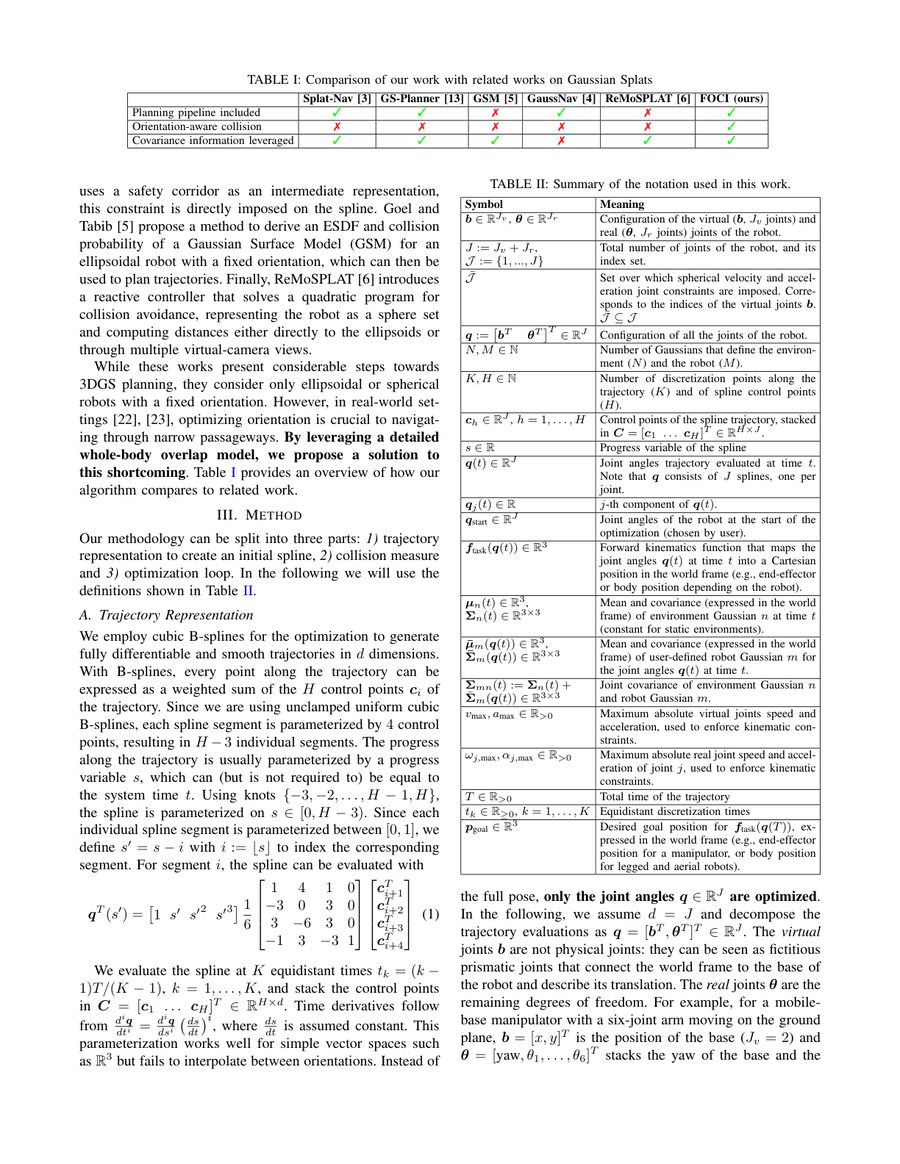 TABLE I: Comparison of our work with related works on Gaussian Splats
Splat-Nav [3] GS-Planner [13] GSM [5] GaussNav [4] ReMoSPLAT [6] FOCI (ours)
Planning pipeline included ✓ ✓ ✗ ✓ ✗ ✓
Orientation-aware collision ✗ ✗ ✗ ✗ ✗ ✓
Covariance information leveraged ✓ ✓ ✓ ✗ ✓ ✓
uses a safety corridor as an intermediate representation,
this constraint is directly imposed on the spline. Goel and
Tabib [5] propose a method to derive an ESDF and collision
probability of a Gaussian Surface Model (GSM) for an
ellipsoidal robot with a fixed orientation, which can then be
used to plan trajectories. Finally, ReMoSPLAT [6] introduces
a reactive controller that solves a quadratic program for
collision avoidance, representing the robot as a sphere set
and computing distances either directly to the ellipsoids or
through multiple virtual-camera views.
While these works present considerable steps towards
3DGS planning, they consider only ellipsoidal or spherical
robots with a fixed orientation. However, in real-world set-
tings [22], [23], optimizing orientation is crucial to navigat-
ing through narrow passageways. By leveraging a detailed
whole-body overlap model, we propose a solution to
this shortcoming. Table I provides an overview of how our
algorithm compares to related work.
III. METHOD
Our methodology can be split into three parts: 1) trajectory
representation to create an initial spline, 2) collision measure
and 3) optimization loop. In the following we will use the
definitions shown in Table II.
A. Trajectory Representation
We employ cubic B-splines for the optimization to generate
fully differentiable and smooth trajectories in d dimensions.
With B-splines, every point along the trajectory can be
expressed as a weighted sum of the H control points c_i of
the trajectory. Since we are using unclamped uniform cubic
B-splines, each spline segment is parameterized by 4 control
points, resulting in H − 3 individual segments. The progress
along the trajectory is usually parameterized by a progress
variable s, which can (but is not required to) be equal to
the system time t. Using knots {−3, −2, . . . , H − 1, H},
the spline is parameterized on s ∈ [0, H − 3). Since each
individual spline segment is parameterized between [0, 1], we
define s′ = s − i with i := ⌊s⌋ to index the corresponding
segment. For segment i, the spline can be evaluated with
q^T(s′) = [1 s′ s′^2 s′^3] 1/6 [1 4 1 0; −3 0 3 0; 3 −6 3 0; −1 3 −3 1] [c^T_{i+1}; c^T_{i+2}; c^T_{i+3}; c^T_{i+4}] (1)
We evaluate the spline at K equidistant times t_k = (k −
1)T/(K − 1), k = 1, . . . , K, and stack the control points
in C = [c_1 . . . c_H]^T ∈ ℝ^{H×d}. Time derivatives follow
from d^i q/dt^i = d^i q/ds^i (ds/dt)^i, where ds/dt is assumed constant. This
parameterization works well for simple vector spaces such
as ℝ^3 but fails to interpolate between orientations. Instead of
TABLE II: Summary of the notation used in this work.
Symbol Meaning
b ∈ ℝ^{J_v}, θ ∈ ℝ^{J_r} Configuration of the virtual (b, J_v joints) and
real (θ, J_r joints) joints of the robot.
J := J_v + J_r, Total number of joints of the robot, and its
𝒥 := {1, ..., J} index set.
𝒥̄ Set over which spherical velocity and accel-
eration joint constraints are imposed. Corre-
sponds to the indices of the virtual joints b.
𝒥̄ ⊆ 𝒥
q := [b^T θ^T]^T ∈ ℝ^J Configuration of all the joints of the robot.
N, M ∈ ℕ Number of Gaussians that define the environ-
ment (N) and the robot (M).
K, H ∈ ℕ Number of discretization points along the
trajectory (K) and of spline control points
(H).
c_h ∈ ℝ^J, h = 1, . . . , H Control points of the spline trajectory, stacked
in C = [c_1 . . . c_H]^T ∈ ℝ^{H×J}.
s ∈ ℝ Progress variable of the spline
q(t) ∈ ℝ^J Joint angles trajectory evaluated at time t.
Note that q consists of J splines, one per
joint.
q_j(t) ∈ ℝ j-th component of q(t).
q_start ∈ ℝ^J Joint angles of the robot at the start of the
optimization (chosen by user).
f_task(q(t)) ∈ ℝ^3 Forward kinematics function that maps the
joint angles q(t) at time t into a Cartesian
position in the world frame (e.g., end-effector
or body position depending on the robot).
μ_n(t) ∈ ℝ^3, Mean and covariance (expressed in the world
Σ_n(t) ∈ ℝ^{3×3} frame) of environment Gaussian n at time t
(constant for static environments).
μ̄_m(q(t)) ∈ ℝ^3, Mean and covariance (expressed in the world
Σ̄_m(q(t)) ∈ ℝ^{3×3} frame) of user-defined robot Gaussian m for
the joint angles q(t) at time t.
Σ_mn(t) := Σ_n(t) + Joint covariance of environment Gaussian n
Σ̄_m(q(t)) ∈ ℝ^{3×3} and robot Gaussian m.
v_max, a_max ∈ ℝ_{>0} Maximum absolute virtual joints speed and
acceleration, used to enforce kinematic con-
straints.
ω_{j,max}, α_{j,max} ∈ ℝ_{>0} Maximum absolute real joint speed and accel-
eration of joint j, used to enforce kinematic
constraints.
T ∈ ℝ_{>0} Total time of the trajectory
t_k ∈ ℝ_{>0}, k = 1, . . . , K Equidistant discretization times
p_goal ∈ ℝ^3 Desired goal position for f_task(q(T)), ex-
pressed in the world frame (e.g., end-effector
position for a manipulator, or body position
for legged and aerial robots).
the full pose, only the joint angles q ∈ ℝ^J are optimized.
In the following, we assume d = J and decompose the
trajectory evaluations as q = [b^T, θ^T]^T ∈ ℝ^J. The virtual
joints b are not physical joints: they can be seen as fictitious
prismatic joints that connect the world frame to the base of
the robot and describe its translation. The real joints θ are the
remaining degrees of freedom. For example, for a mobile-
base manipulator with a six-joint arm moving on the ground
plane, b = [x, y]^T is the position of the base (J_v = 2) and
θ = [yaw, θ_1, . . . , θ_6]^T stacks the yaw of the base and the